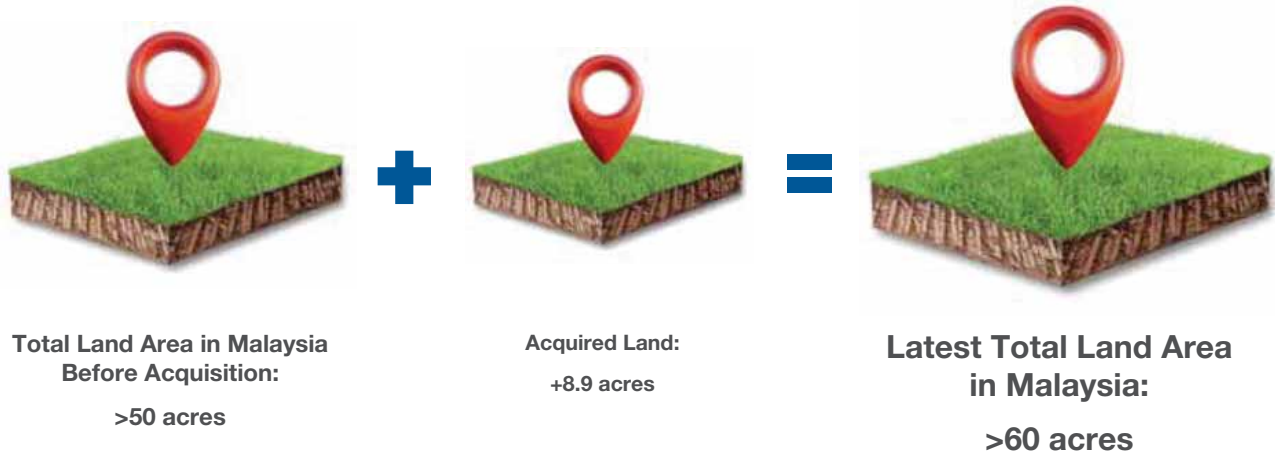 Total Land Area in Malaysia
Before Acquisition:
>50 acres
Acquired Land:
+8.9 acres
Latest Total Land Area
in Malaysia:
>60 acres